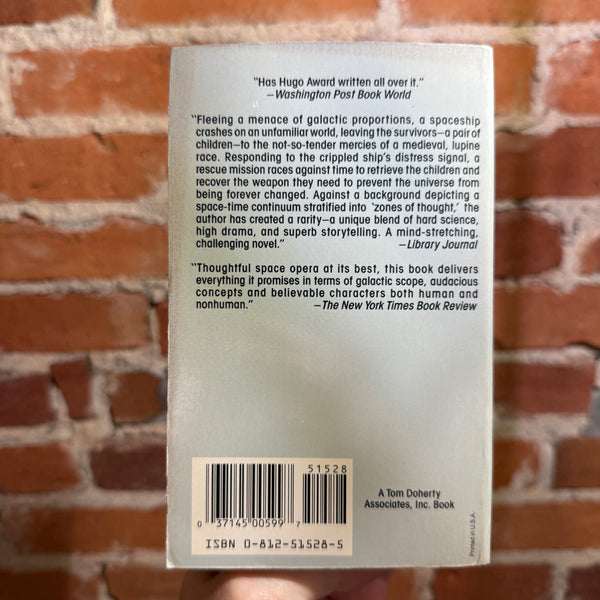 "Has Hugo Award written all over it."
—Washington Post Book World
"Fleeing a menace of galactic proportions, a spaceship
crashes on an unfamiliar world, leaving the survivors—a pair of
children—to the not-so-tender mercies of a medieval, lupine
race. Responding to the crippled ship's distress signal, a
rescue mission races against time to retrieve the children and
recover the weapon they need to prevent the universe from
being forever changed. Against a background depicting a
space-time continuum stratified into 'zones of thought,' the
author has created a rarity—a unique blend of hard science,
high drama, and superb storytelling. A mind-stretching,
challenging novel." —Library Journal
"Thoughtful space opera at its best, this book delivers
everything it promises in terms of galactic scope, audacious
concepts and believable characters both human and
nonhuman." —The New York Times Book Review
51528
0 37145 00599 7
ISBN 0-812-51528-5
A Tom Doherty
Associates, Inc. Book
Printed in U.S.A.